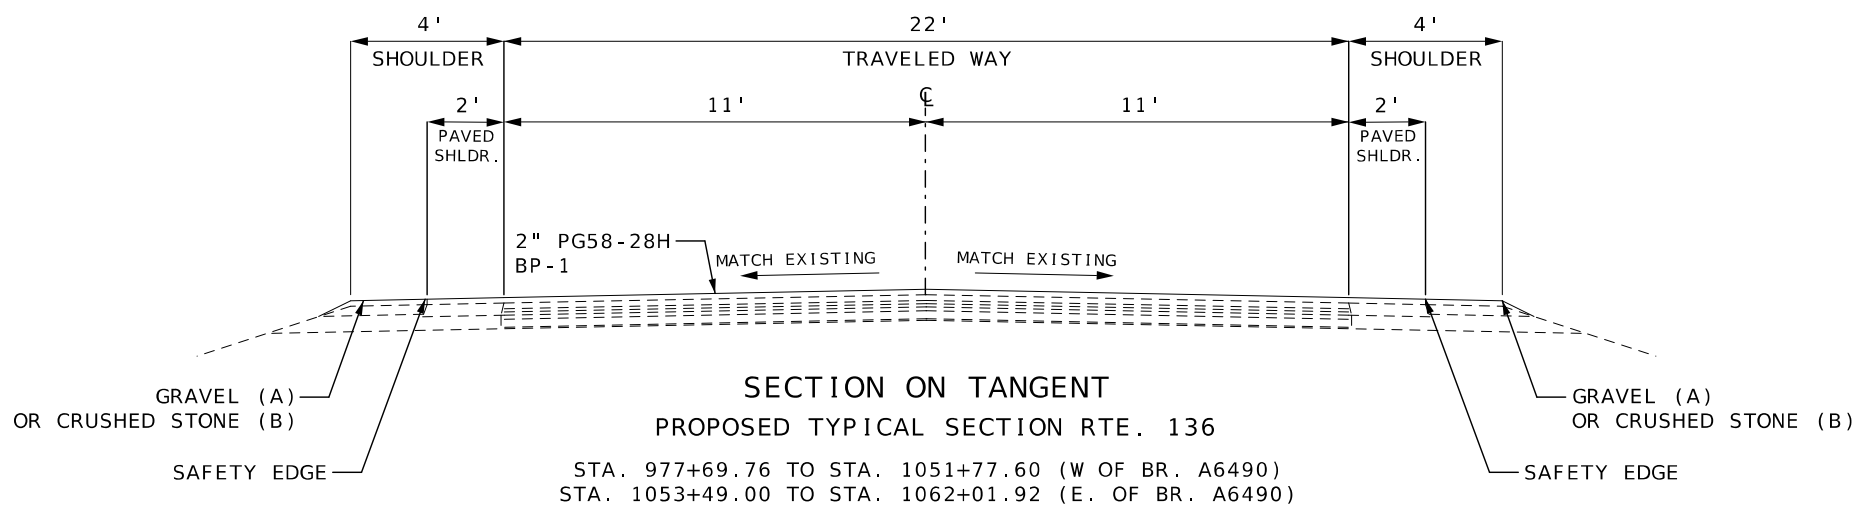 4' 22' 4'
SHOULDER TRAVELED WAY SHOULDER
2' 11' ℄ 11' 2'
PAVED
SHLDR.
PAVED
SHLDR.
2" PG58-28H
BP-1
MATCH EXISTING MATCH EXISTING
GRAVEL (A)
OR CRUSHED STONE (B)
SAFETY EDGE
SECTION ON TANGENT
PROPOSED TYPICAL SECTION RTE. 136
STA. 977+69.76 TO STA. 1051+77.60 (W OF BR. A6490)
STA. 1053+49.00 TO STA. 1062+01.92 (E. OF BR. A6490)
GRAVEL (A)
OR CRUSHED STONE (B)
SAFETY EDGE